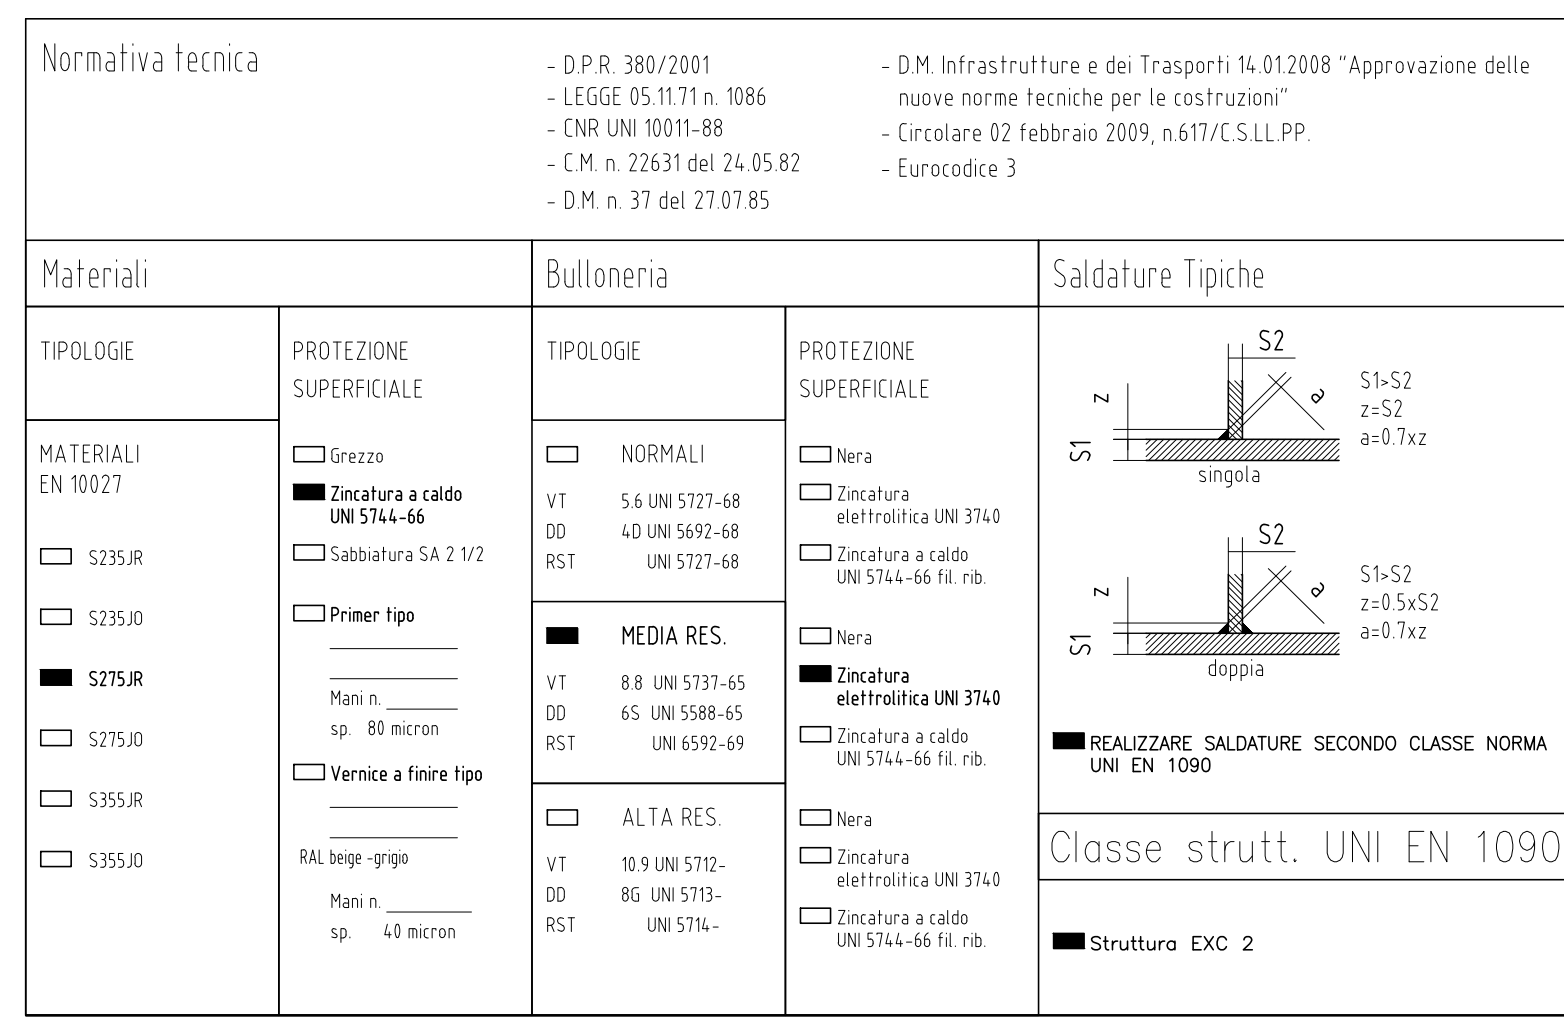 Normativa tecnica
- D.P.R. 380/2001
- LEGGE 05.11.71 n. 1086
- CNR UNI 10011-88
- C.M. n. 22631 del 24.05.82
- D.M. n. 37 del 27.07.85
- D.M. Infrastrutture e dei Trasporti 14.01.2008 "Approvazione delle
nuove norme tecniche per le costruzioni"
- Circolare 02 febbraio 2009, n.617/C.S.LL.PP.
- Eurocodice 3
Materiali
TIPOLOGIE
MATERIALI
EN 10027
S235JR
S235JO
S275JR
S275JO
S355JR
S355JO
PROTEZIONE
SUPERFICIALE
Grezzo
Zincatura a caldo
UNI 5744-66
Sabbiatura SA 2 1/2
Primer tipo
Mani n.
sp. 80 micron
Vernice a finire tipo
RAL beige -grigio
Mani n.
sp. 40 micron
Bulloneria
TIPOLOGIE
NORMALI
VT 5.6 UNI 5727-68
DD 4D UNI 5692-68
RST UNI 5727-68
MEDIA RES.
VT 8.8 UNI 5737-65
DD 6S UNI 5588-65
RST UNI 6592-69
ALTA RES.
VT 10.9 UNI 5712-
DD 8G UNI 5713-
RST UNI 5714-
PROTEZIONE
SUPERFICIALE
Nera
Zincatura
elettrolitica UNI 3740
Zincatura a caldo
UNI 5744-66 fil. rib.
Nera
Zincatura
elettrolitica UNI 3740
Zincatura a caldo
UNI 5744-66 fil. rib.
Nera
Zincatura
elettrolitica UNI 3740
Zincatura a caldo
UNI 5744-66 fil. rib.
Saldature Tipiche
S2
z
a
S1
S1>S2
z=S2
a=0.7xz
singola
S2
z
a
S1
S1>S2
z=0.5xS2
a=0.7xz
doppia
REALIZZARE SALDATURE SECONDO CLASSE NORMA
UNI EN 1090
Classe strutt. UNI EN 1090
Struttura EXC 2